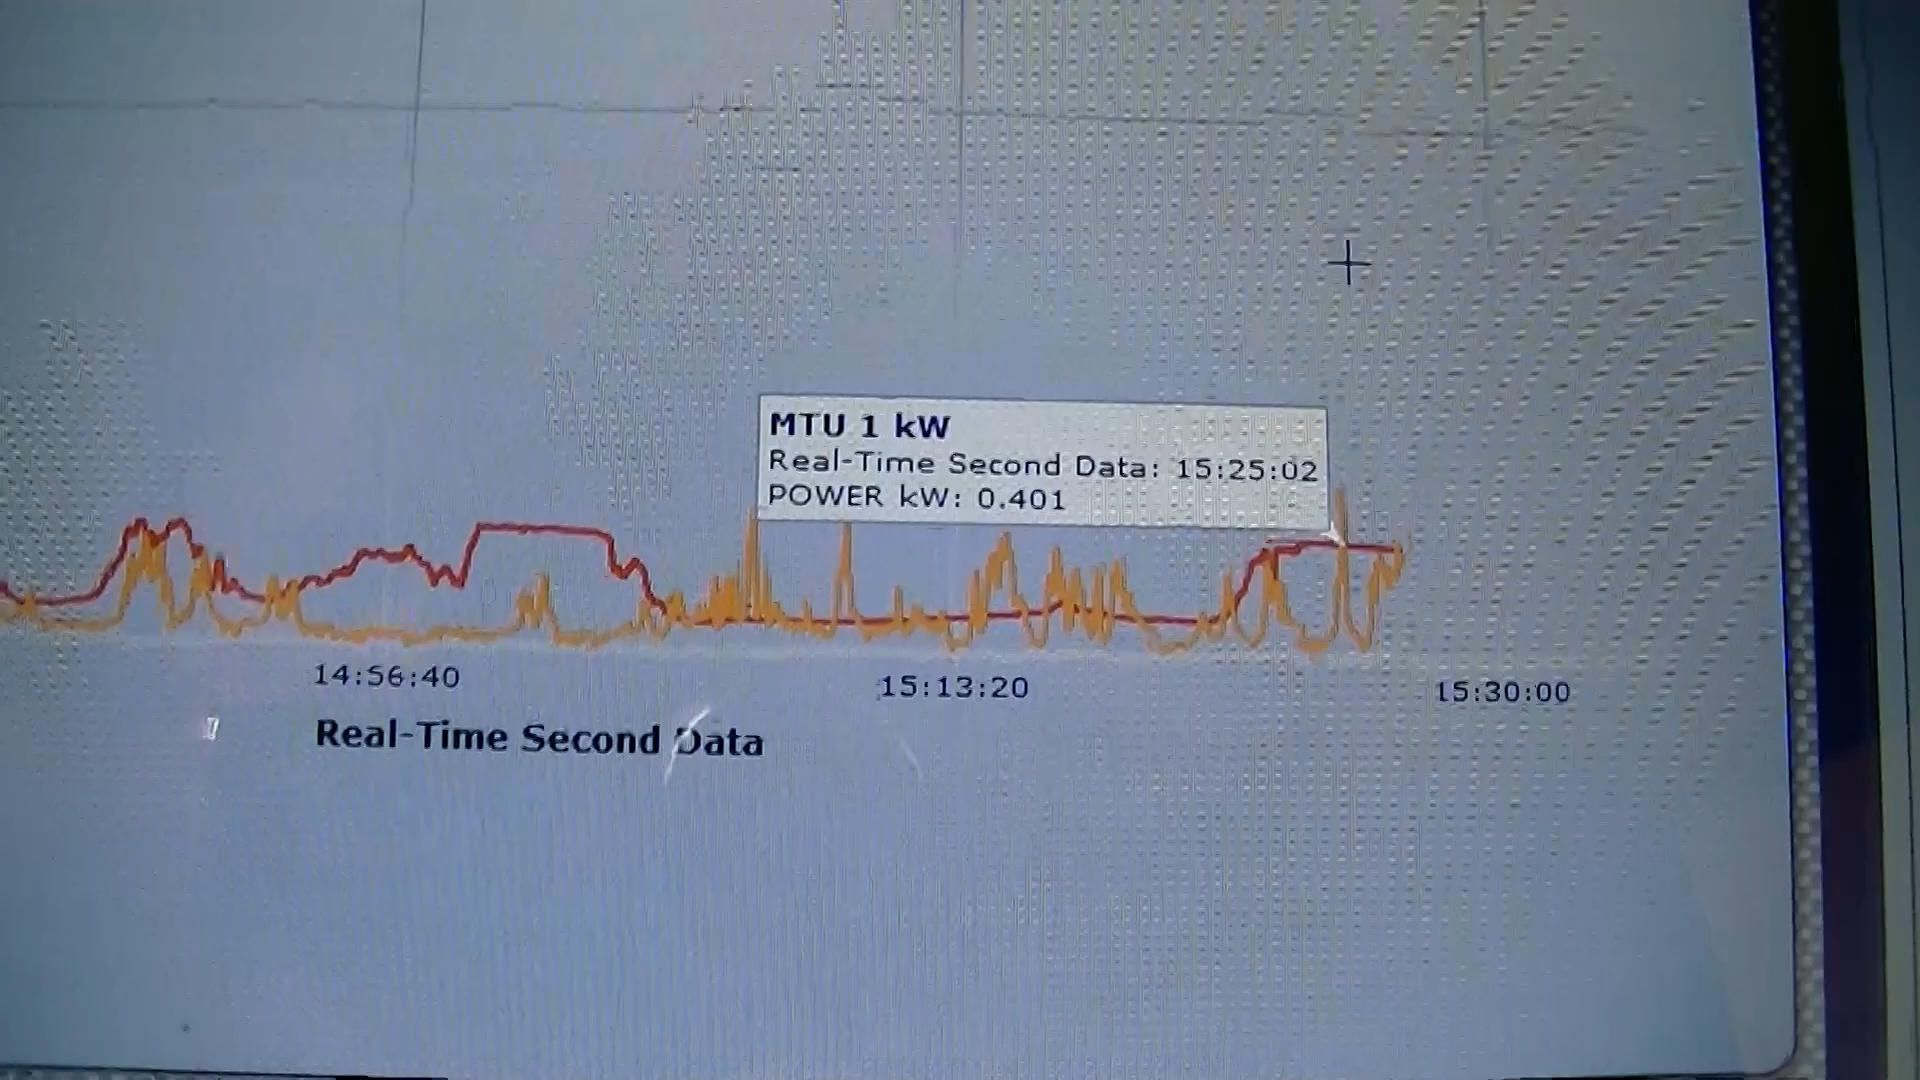 MTU 1 kW
Real-Time Second Data: 15:25:02
POWER kW: 0.401
14:56:40
15:13:20
15:30:00
Real-Time Second Data